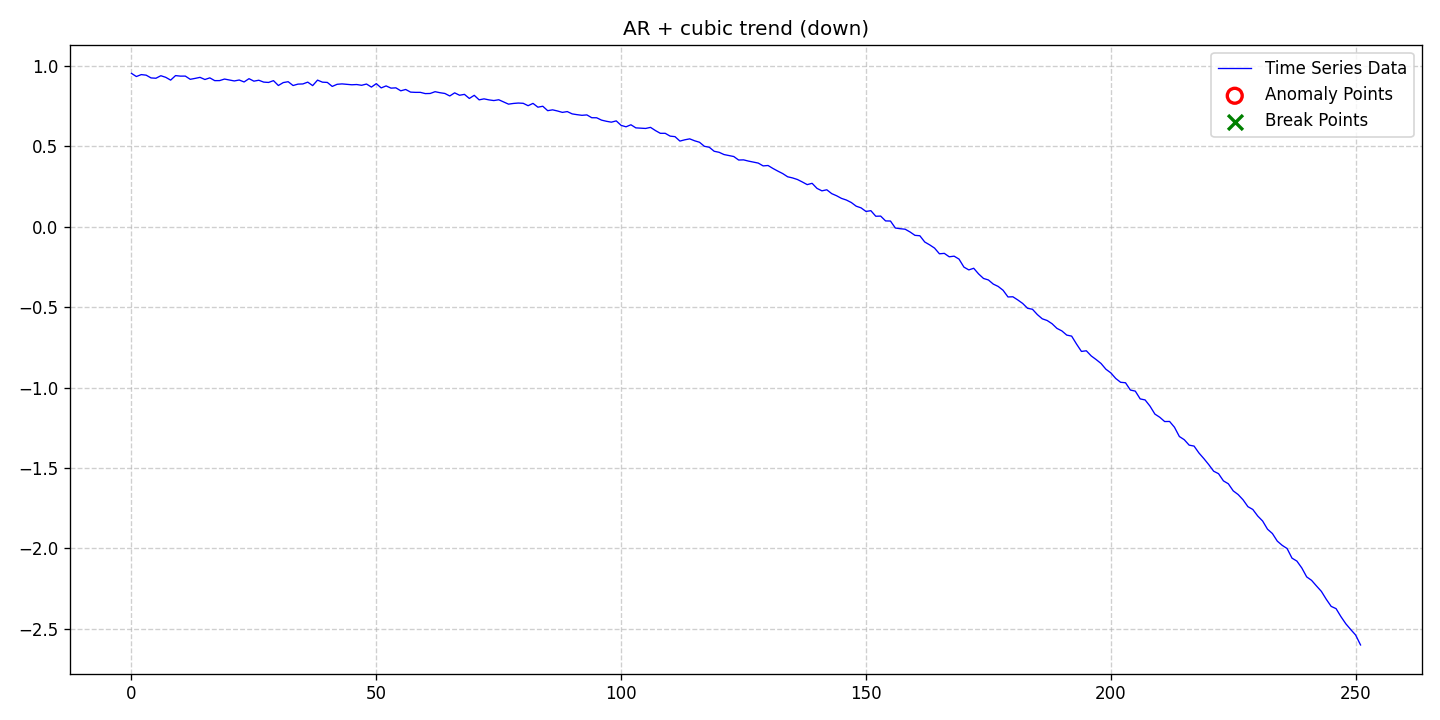 AR + cubic trend (down)
Time Series Data
Anomaly Points
Break Points
1.0
0.5
0.0
−0.5
−1.0
−1.5
−2.0
−2.5
0 50 100 150 200 250